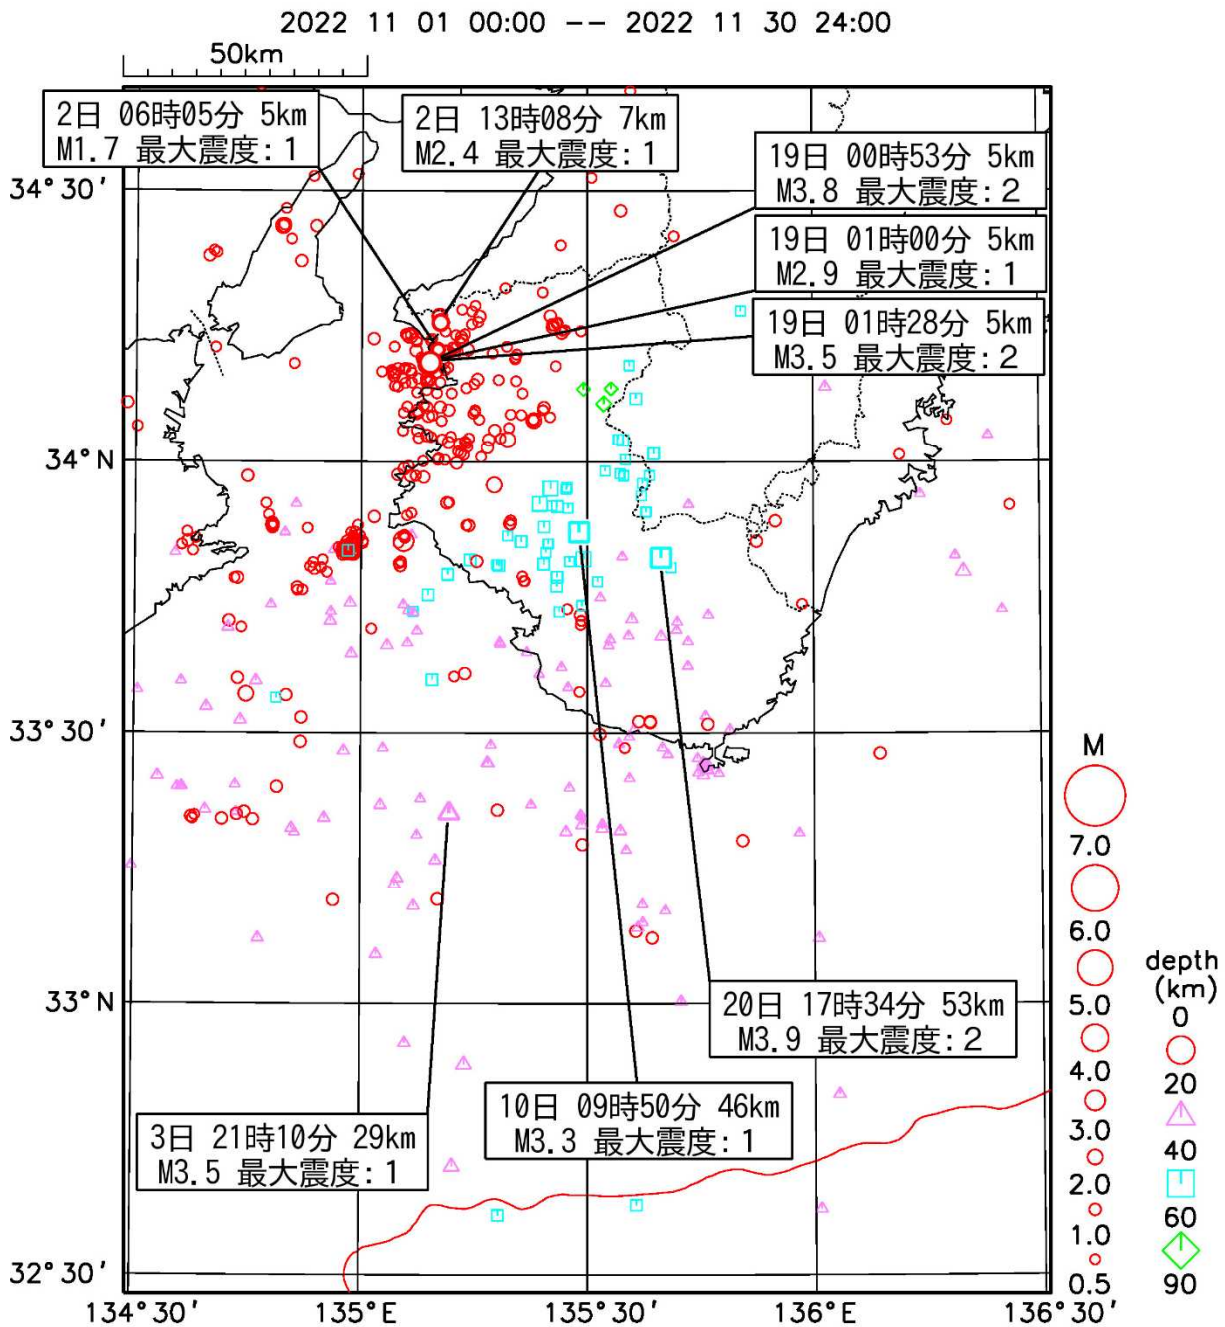 2022 11 01 00:00 -- 2022 11 30 24:00
50km
2日 06時05分 5km
M1.7 最大震度:1
2日 13時08分 7km
M2.4 最大震度:1
19日 00時53分 5km
M3.8 最大震度:2
19日 01時00分 5km
M2.9 最大震度:1
19日 01時28分 5km
M3.5 最大震度:2
34°30'
34°N
33°30'
33°N
32°30'
20日 17時34分 53km
M3.9 最大震度:2
10日 09時50分 46km
M3.3 最大震度:1
3日 21時10分 29km
M3.5 最大震度:1
134°30'
135°E
135°30'
136°E
136°30'
M
7.0
6.0
5.0
4.0
3.0
2.0
1.0
0.5
depth
(km)
0
20
40
60
90